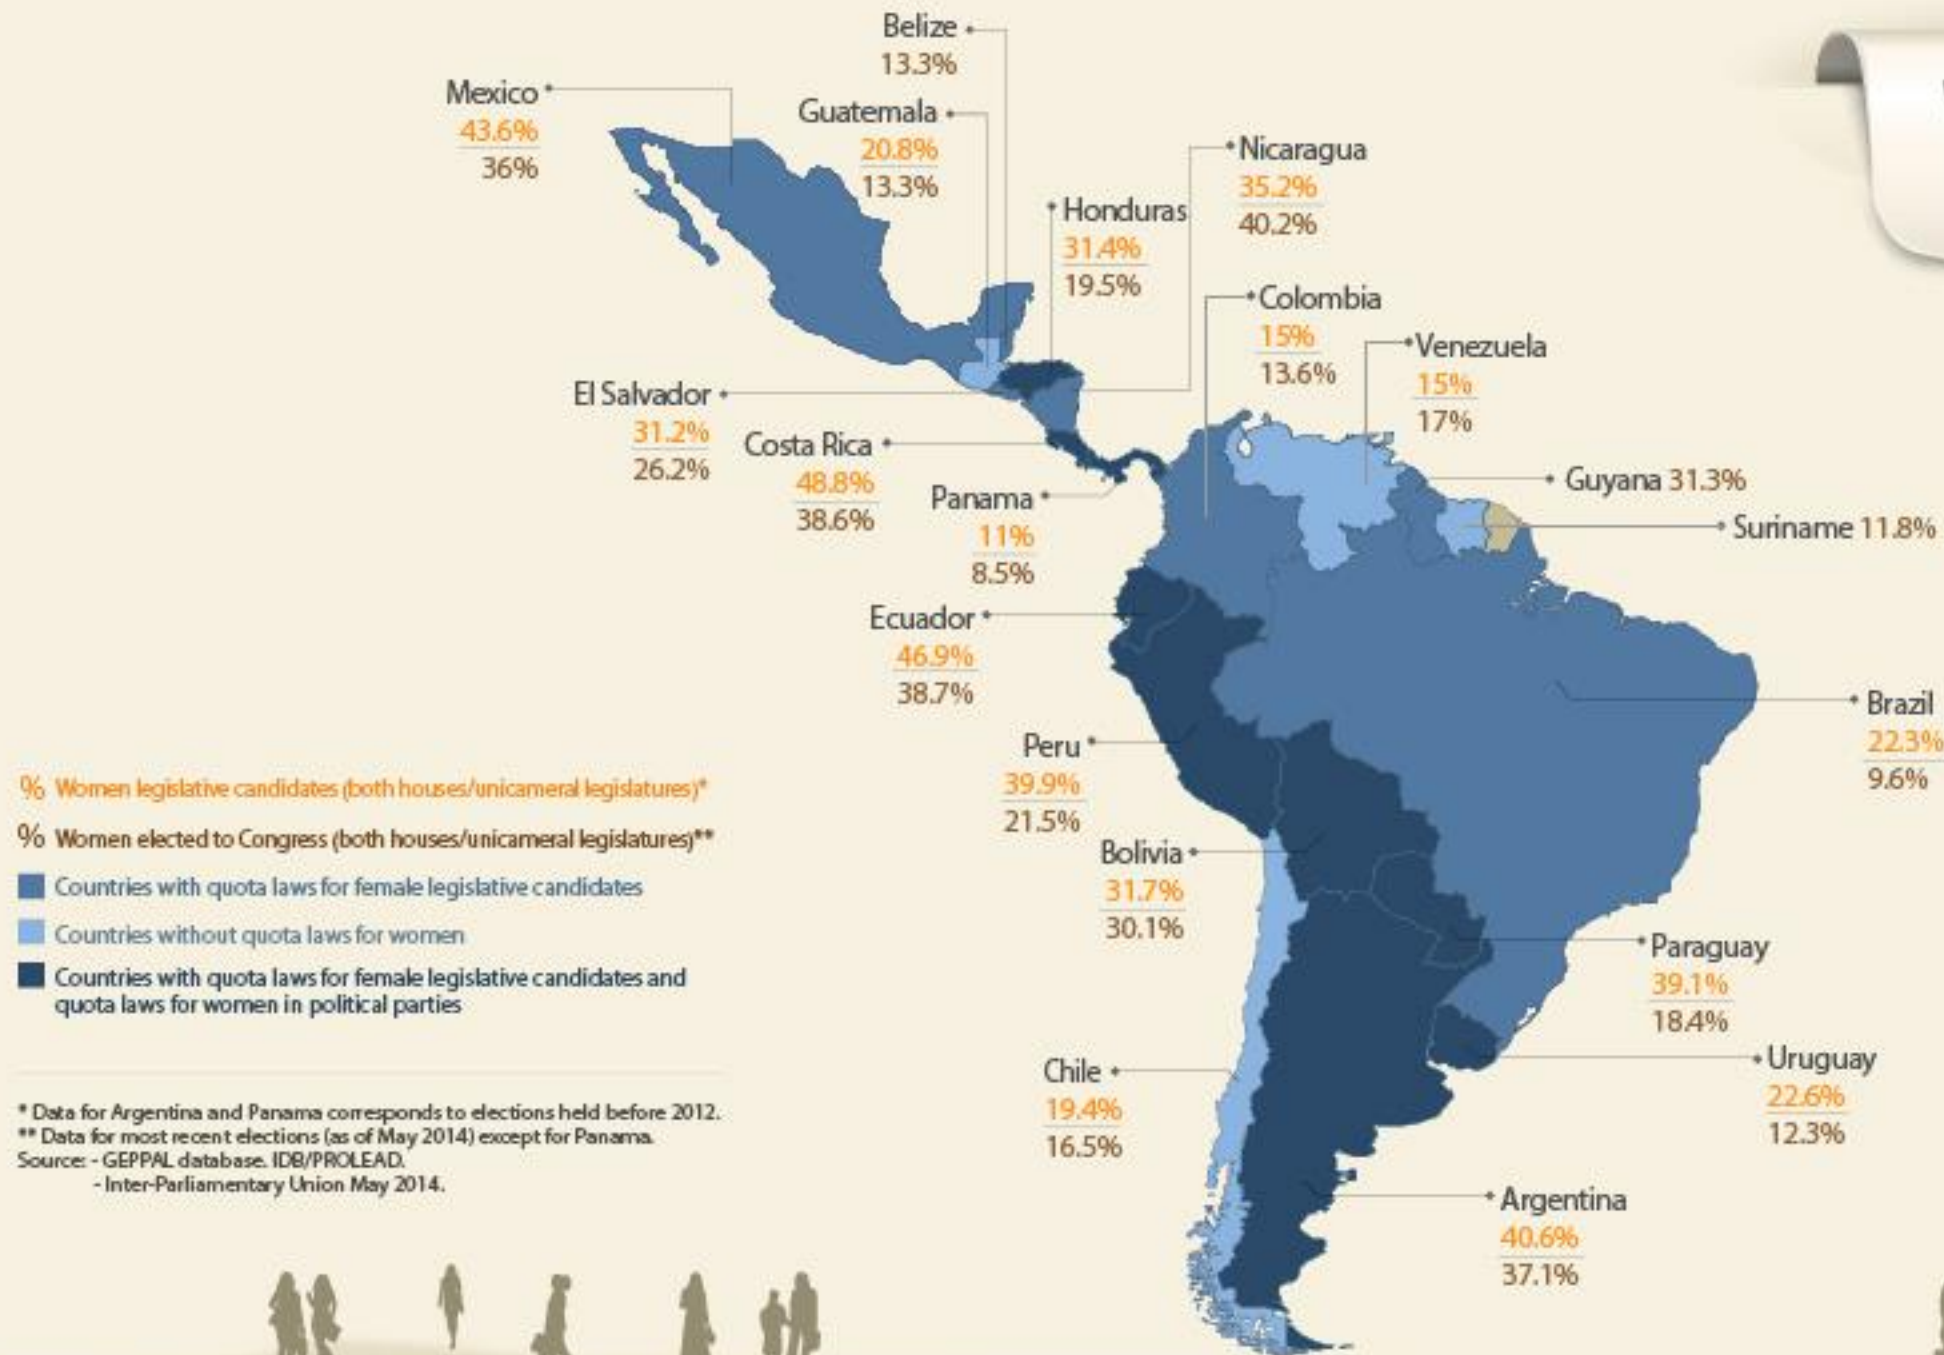 Belize
13.3%
Mexico
43.6%
36%
Guatemala
20.8%
13.3%
Nicaragua
35.2%
40.2%
Honduras
31.4%
19.5%
Colombia
15%
13.6%
Venezuela
15%
17%
El Salvador
31.2%
26.2%
Costa Rica
48.8%
38.6%
Panama
11%
8.5%
Guyana 31.3%
Suriname 11.8%
Ecuador
46.9%
38.7%
Brazil
22.3%
9.6%
Peru
39.9%
21.5%
Bolivia
31.7%
30.1%
Paraguay
39.1%
18.4%
Chile
19.4%
16.5%
Uruguay
22.6%
12.3%
Argentina
40.6%
37.1%
% Women legislative candidates (both houses/unicameral legislatures)*
% Women elected to Congress (both houses/unicameral legislatures)**
Countries with quota laws for female legislative candidates
Countries without quota laws for women
Countries with quota laws for female legislative candidates and
quota laws for women in political parties
* Data for Argentina and Panama corresponds to elections held before 2012.
** Data for most recent elections (as of May 2014) except for Panama.
Source: - GEPPAL database. IDB/PROLEAD.
- Inter-Parliamentary Union May 2014.